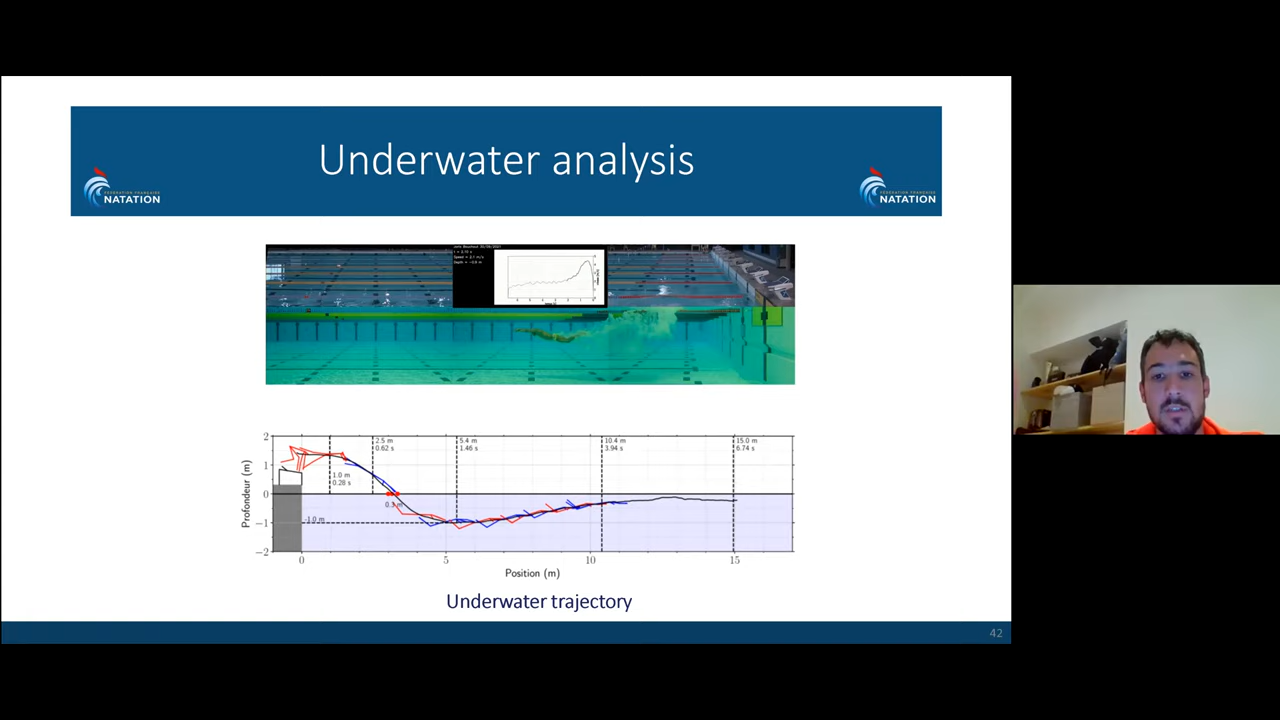 Underwater analysis
FÉDÉRATION FRANÇAISE
NATATION
FÉDÉRATION FRANÇAISE
NATATION
2
1
0
−1
−2
Profondeur (m)
1.0 m
0.28 s
2.5 m
0.62 s
5.4 m
1.46 s
10.4 m
3.94 s
15.0 m
6.74 s
-1.0 m
0
5
10
15
Position (m)
Underwater trajectory
42